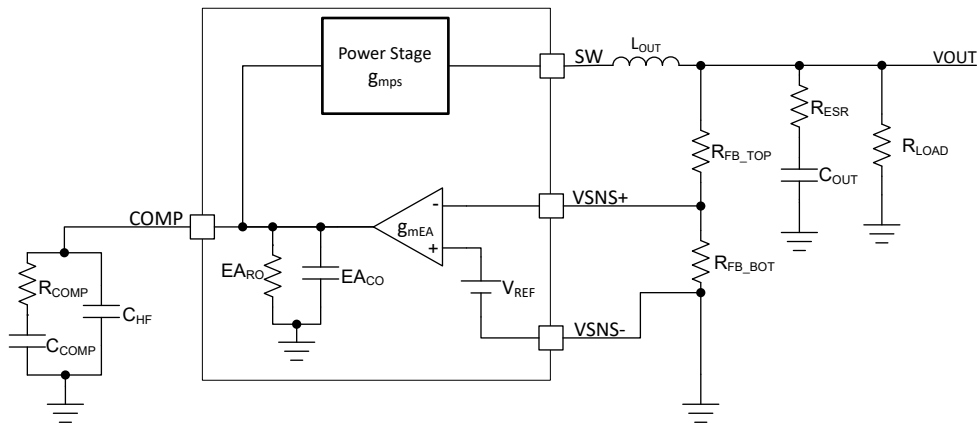 Power Stage
gmps
SW
LOUT
VOUT
RESR
RFB_TOP
RLOAD
COUT
COMP
VSNS+
-
gmEA
+
EARO
EACO
RFB_BOT
RCOMP
CHF
VREF
CCOMP
VSNS-